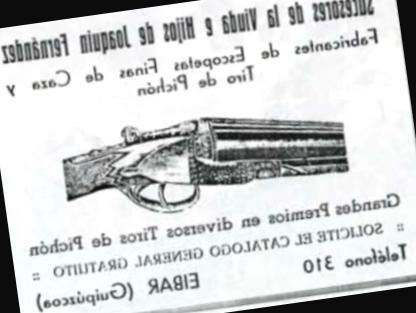 Sucesores de la Viuda e Hijos de Joaquin Fernández
Fabricantes de Escopetas Finas de Caza y
Tiro de Pichón
Grandes Premios en diversos Tiros de Pichón
:: SOLICITE EL CATALOGO GENERAL GRATUITO ::
Teléfono 310
EIBAR (Guipúzcoa)